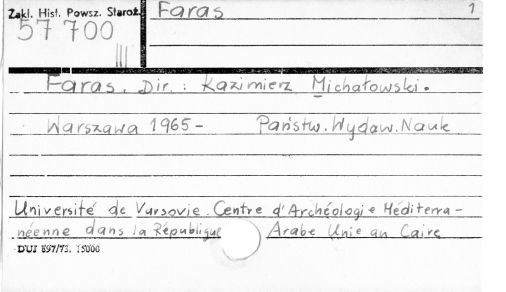 Zakł. Hist. Powsz. Staroż. Faras 1
57 700
III
Faras. Dir.: Kazimierz Michałowski.
Warszawa 1965- Państw. Wydaw. Nauk
Université de Varsovie. Centre d'Archéologie Méditerra-
néenne dans la République Arabe Unie au Caire
DUJ 897/73. 15000